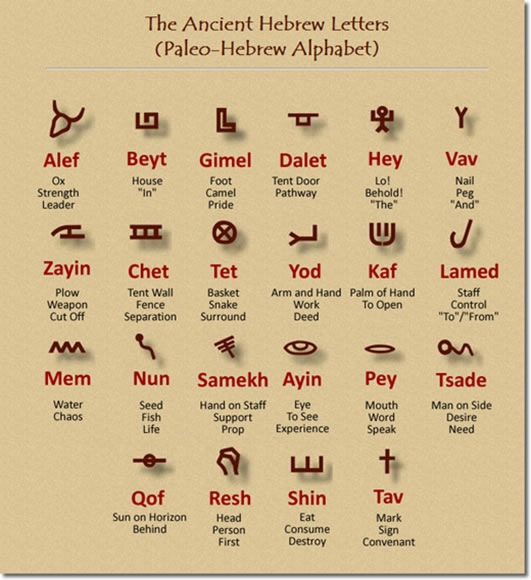 The Ancient Hebrew Letters
(Paleo-Hebrew Alphabet)
Alef
Ox
Strength
Leader
Beyt
House
"In"
Gimel
Foot
Camel
Pride
Dalet
Tent Door
Pathway
Hey
Lo!
Behold!
"The"
Vav
Nail
Peg
"And"
Zayin
Plow
Weapon
Cut Off
Chet
Tent Wall
Fence
Separation
Tet
Basket
Snake
Surround
Yod
Arm and Hand
Work
Deed
Kaf
Palm of Hand
To Open
Lamed
Staff
Control
"To"/"From"
Mem
Water
Chaos
Nun
Seed
Fish
Life
Samekh
Hand on Staff
Support
Prop
Ayin
Eye
To See
Experience
Pey
Mouth
Word
Speak
Tsade
Man on Side
Desire
Need
Qof
Sun on Horizon
Behind
Resh
Head
Person
First
Shin
Eat
Consume
Destroy
Tav
Mark
Sign
Convenant